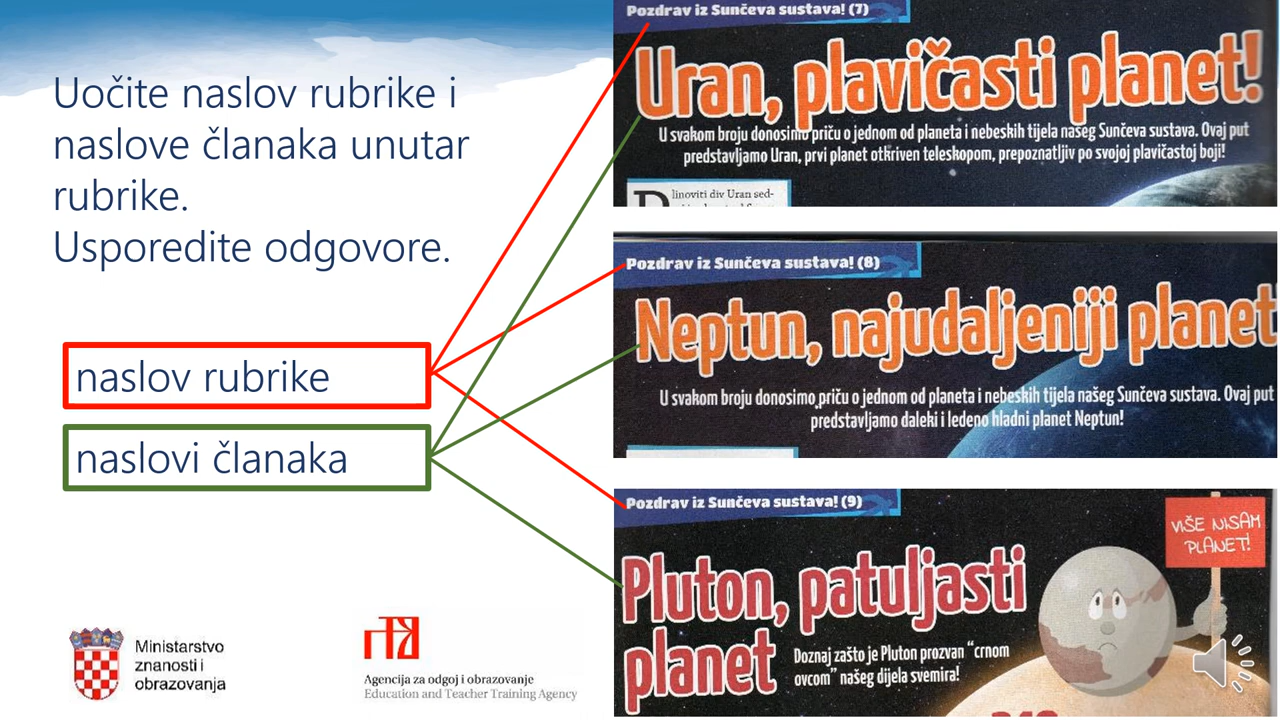 Uočite naslov rubrike i
naslove članaka unutar
rubrike.
Usporedite odgovore.
naslov rubrike
naslovi članaka
Ministarstvo
znanosti i
obrazovanja
Agencija za odgoj i obrazovanje
Education and Teacher Training Agency
Pozdrav iz Sunčeva sustava! (7)
Uran, plavičasti planet!
U svakom broju donosimo priču o jednom od planeta i nebeskih tijela našeg Sunčeva sustava. Ovaj put
predstavljamo Uran, prvi planet otkriven teleskopom, prepoznatljiv po svojoj plavičastoj boji!
Plinoviti div Uran sed-
Pozdrav iz Sunčeva sustava! (8)
Neptun, najudaljeniji planet
U svakom broju donosimo priču o jednom od planeta i nebeskih tijela našeg Sunčeva sustava. Ovaj put
predstavljamo daleki i ledeno hladni planet Neptun!
Pozdrav iz Sunčeva sustava! (9)
VIŠE NISAM
PLANET!
Pluton, patuljasti
planet
Doznaj zašto je Pluton prozvan "crnom
ovcom" našeg dijela svemira!